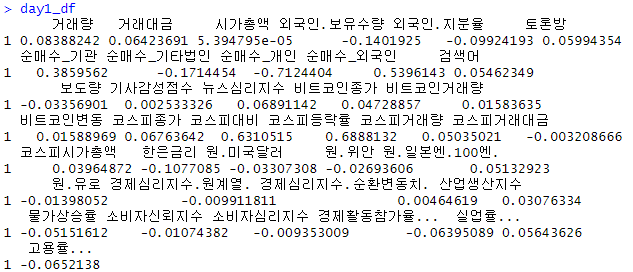 > day1_df
거래량 거래대금 시가총액 외국인.보유수량 외국인.지분율 토론방
1 0.08388242 0.06423691 5.394795e-05 -0.1401925 -0.09924193 0.05994354
순매수_기관 순매수_기타법인 순매수_개인 순매수_외국인 검색어
1 0.3859562 -0.1714454 -0.7124404 0.5396143 0.05462349
보도량 기사감성점수 뉴스심리지수 비트코인종가 비트코인거래량
1 -0.03356901 0.002533326 0.06891142 0.04728857 0.01583635
비트코인변동 코스피종가 코스피대비 코스피등락률 코스피거래량 코스피거래대금
1 0.01588969 0.06763642 0.6310515 0.6888132 0.05035021 -0.003208666
코스피시가총액 한은금리 원.미국달러 원.위안 원.일본엔.100엔.
1 0.03964872 -0.1077085 -0.03307308 -0.02693606 0.05132923
원.유로 경제심리지수.원계열. 경제심리지수.순환변동치. 산업생산지수
1 -0.01398052 -0.009911811 0.00464619 0.03076334
물가상승률 소비자신뢰지수 소비자심리지수 경제활동참가율... 실업률...
1 -0.05151612 -0.01074382 -0.009353009 -0.06395089 0.05643626
고용률...
1 -0.0652138